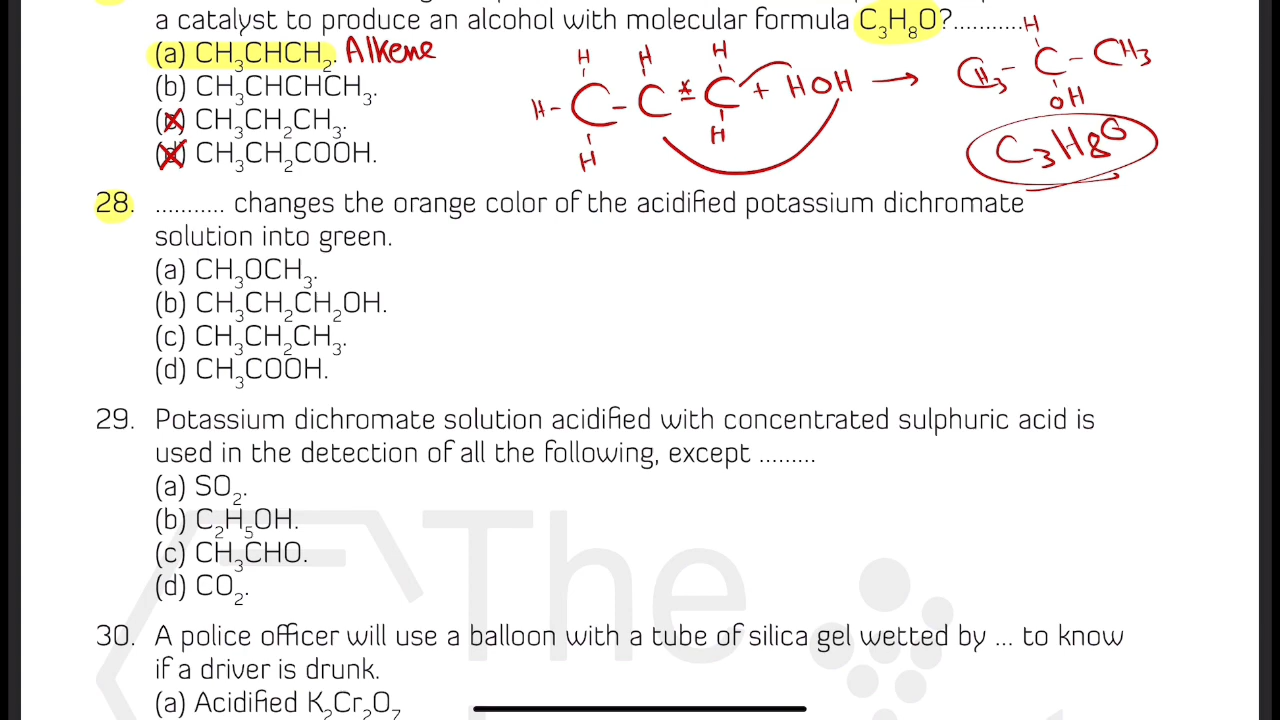 a catalyst to produce an alcohol with molecular formula C₃H₈O?...........
(a) CH₃CHCH₂. Alkene
(b) CH₃CHCHCH₃.
(c) CH₃CH₂CH₃.
(d) CH₃CH₂COOH.
H H H
H - C - C = C + HOH → CH₃ - C - CH₃
H H
H OH
C₃H₈O
28. ........... changes the orange color of the acidified potassium dichromate
solution into green.
(a) CH₃OCH₃.
(b) CH₃CH₂CH₂OH.
(c) CH₃CH₂CH₃.
(d) CH₃COOH.
29. Potassium dichromate solution acidified with concentrated sulphuric acid is
used in the detection of all the following, except .........
(a) SO₂.
(b) C₂H₅OH.
(c) CH₃CHO.
(d) CO₂.
The
30. A police officer will use a balloon with a tube of silica gel wetted by ... to know
if a driver is drunk.
(a) Acidified K₂Cr₂O₇